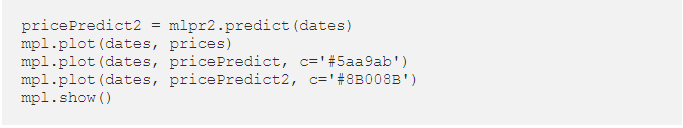 pricePredict2 = mlpr2.predict(dates)
mpl.plot(dates, prices)
mpl.plot(dates, pricePredict, c='#5aa9ab')
mpl.plot(dates, pricePredict2, c='#8B008B')
mpl.show()